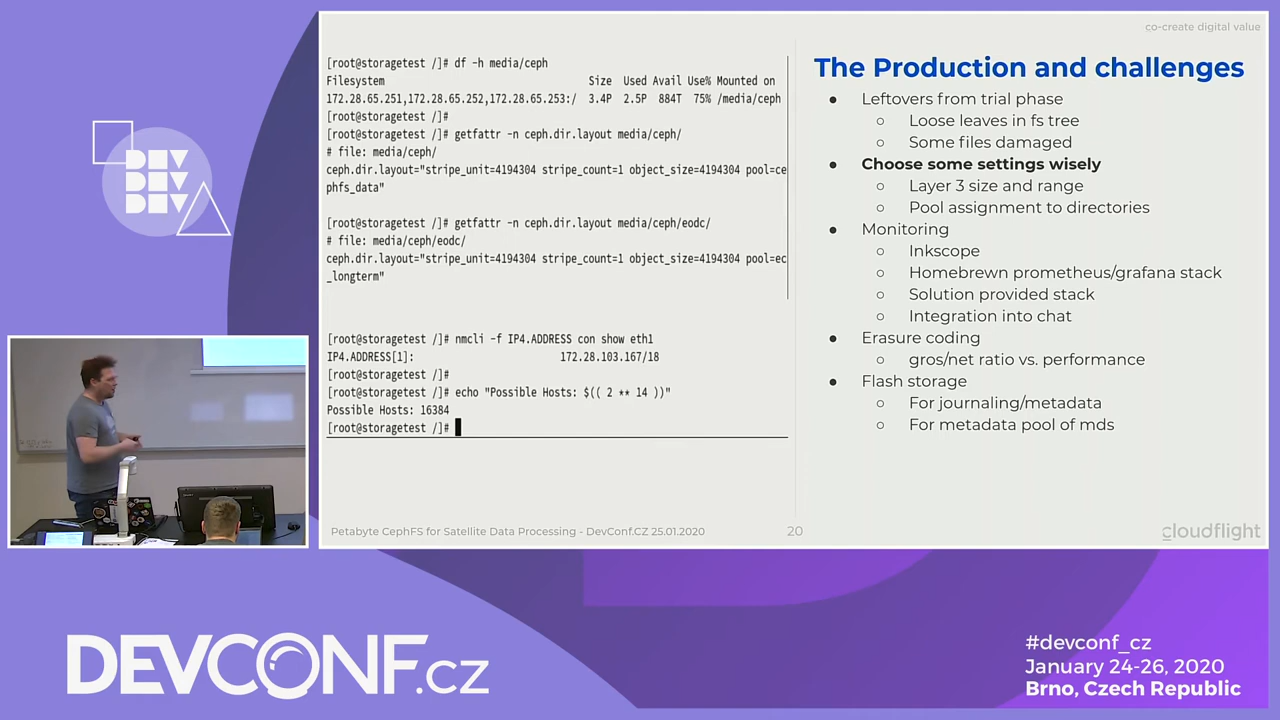 co-create digital value
[root@storagetest /]# df -h media/ceph
Filesystem Size Used Avail Use% Mounted on
172.28.65.251,172.28.65.252,172.28.65.253:/ 3.4P 2.5P 884T 75% /media/ceph
[root@storagetest /]#
[root@storagetest /]# getfattr -n ceph.dir.layout media/ceph/
# file: media/ceph/
ceph.dir.layout="stripe_unit=4194304 stripe_count=1 object_size=4194304 pool=ce
phfs_data"
[root@storagetest /]# getfattr -n ceph.dir.layout media/ceph/eodc/
# file: media/ceph/eodc/
ceph.dir.layout="stripe_unit=4194304 stripe_count=1 object_size=4194304 pool=ec
_longterm"
[root@storagetest /]# nmcli -f IP4.ADDRESS con show eth1
IP4.ADDRESS[1]: 172.28.103.167/18
[root@storagetest /]#
[root@storagetest /]# echo "Possible Hosts: $(( 2 ** 14 ))"
Possible Hosts: 16384
[root@storagetest /]#
The Production and challenges
● Leftovers from trial phase
○ Loose leaves in fs tree
○ Some files damaged
● Choose some settings wisely
○ Layer 3 size and range
○ Pool assignment to directories
● Monitoring
○ Inkscope
○ Homebrewn prometheus/grafana stack
○ Solution provided stack
○ Integration into chat
● Erasure coding
○ gros/net ratio vs. performance
● Flash storage
○ For journaling/metadata
○ For metadata pool of mds
Petabyte CephFS for Satellite Data Processing - DevConf.CZ 25.01.2020
20
cloudflight
DEV
DEV
DEV
DEVCONF.cz
#devconf_cz
January 24-26, 2020
Brno, Czech Republic